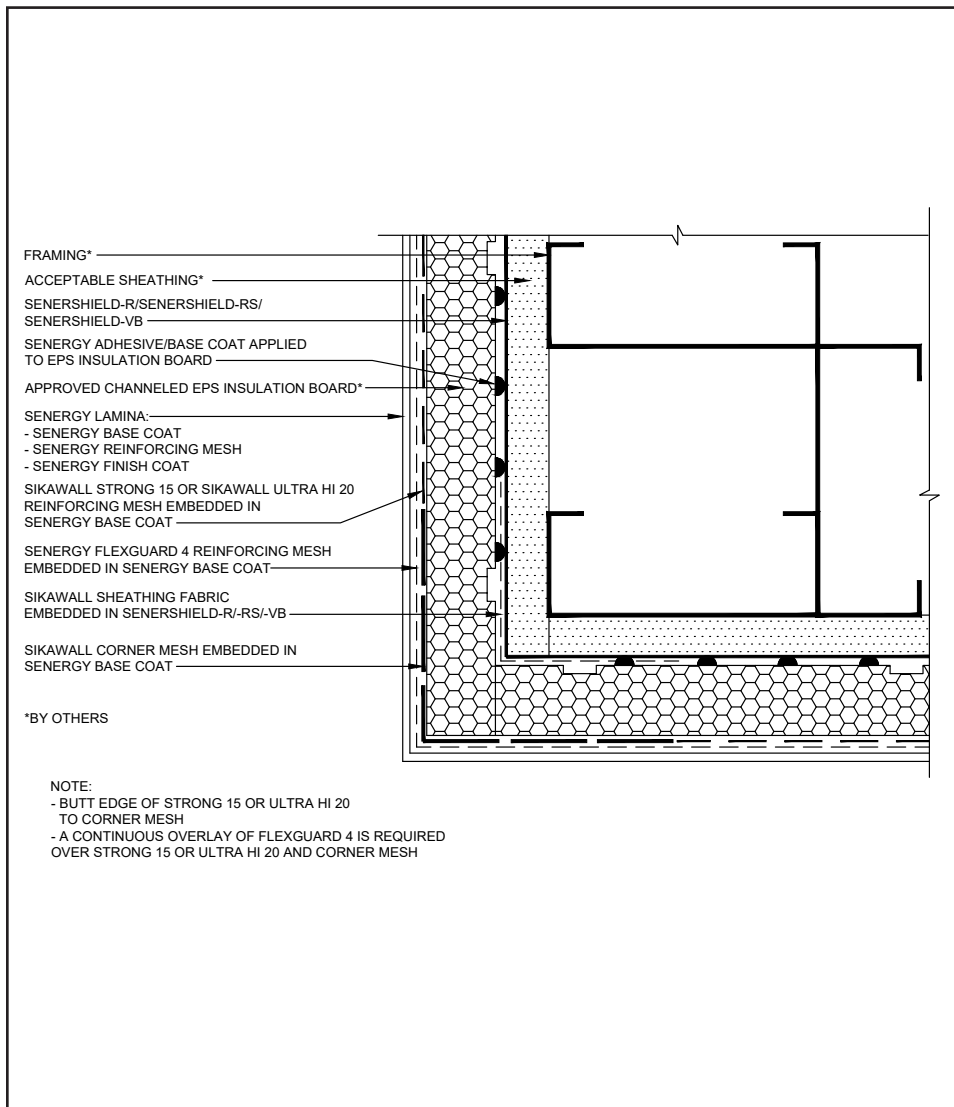 FRAMING*
ACCEPTABLE SHEATHING*
SENERSHIELD-R/SENERSHIELD-RS/
SENERSHIELD-VB
SENERGY ADHESIVE/BASE COAT APPLIED
TO EPS INSULATION BOARD
APPROVED CHANNELED EPS INSULATION BOARD*
SENERGY LAMINA:
- SENERGY BASE COAT
- SENERGY REINFORCING MESH
- SENERGY FINISH COAT
SIKAWALL STRONG 15 OR SIKAWALL ULTRA HI 20
REINFORCING MESH EMBEDDED IN
SENERGY BASE COAT
SENERGY FLEXGUARD 4 REINFORCING MESH
EMBEDDED IN SENERGY BASE COAT
SIKAWALL SHEATHING FABRIC
EMBEDDED IN SENERSHIELD-R/-RS/-VB
SIKAWALL CORNER MESH EMBEDDED IN
SENERGY BASE COAT
*BY OTHERS
NOTE:
- BUTT EDGE OF STRONG 15 OR ULTRA HI 20
TO CORNER MESH
- A CONTINUOUS OVERLAY OF FLEXGUARD 4 IS REQUIRED
OVER STRONG 15 OR ULTRA HI 20 AND CORNER MESH